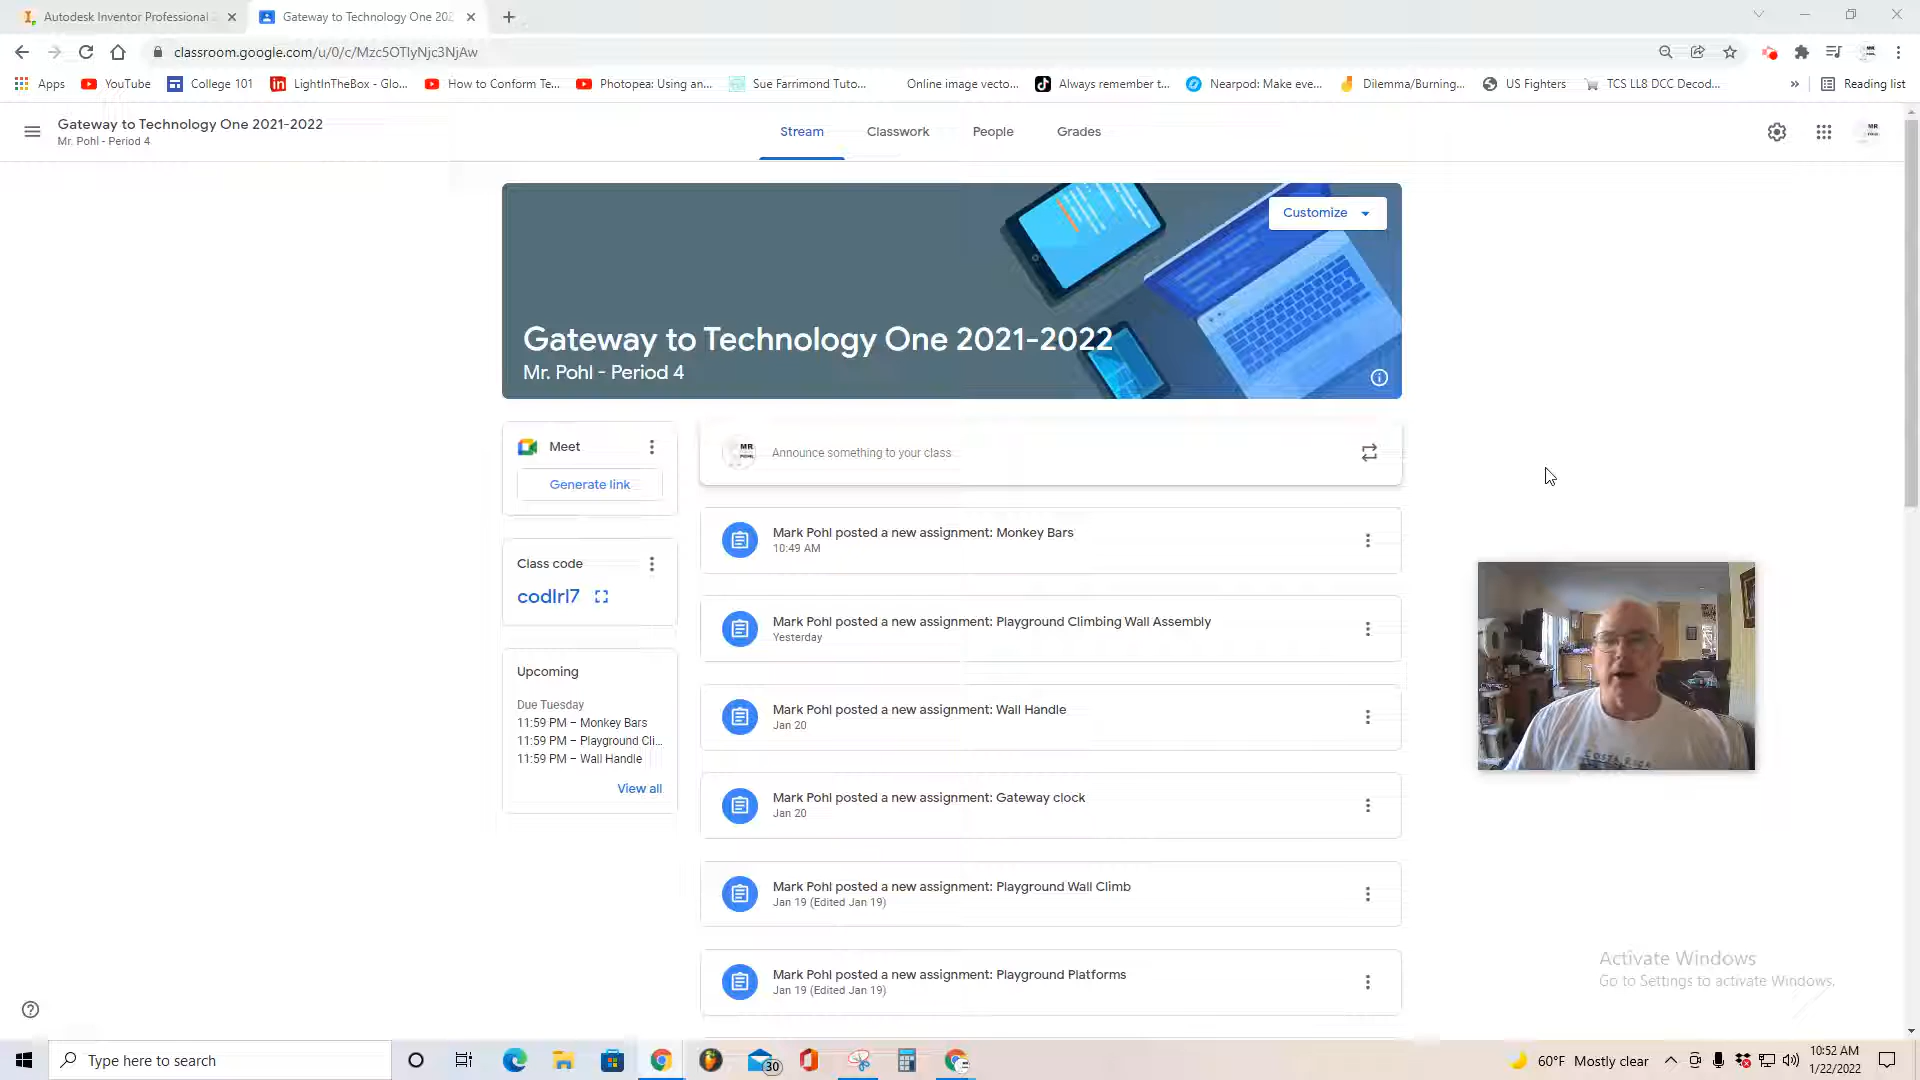 Autodesk Inventor Professional
Gateway to Technology One 202
classroom.google.com/u/0/c/Mzc5OTIyNjc3NjAw
Apps
YouTube
College 101
LightInTheBox - Glo...
How to Conform Te...
Photopea: Using an...
Sue Farrimond Tuto...
Online image vecto...
Always remember t...
Nearpod: Make eve...
Dilemma/Burning...
US Fighters
TCS LL8 DCC Decod...
»
Reading list
Gateway to Technology One 2021-2022
Mr. Pohl - Period 4
Stream
Classwork
People
Grades
MR
POHL
Customize
Gateway to Technology One 2021-2022
Mr. Pohl - Period 4
Meet
Generate link
Class code
codlrl7
Upcoming
Due Tuesday
11:59 PM – Monkey Bars
11:59 PM – Playground Cli...
11:59 PM – Wall Handle
View all
MR
POHL
Announce something to your class
Mark Pohl posted a new assignment: Monkey Bars
10:49 AM
Mark Pohl posted a new assignment: Playground Climbing Wall Assembly
Yesterday
Mark Pohl posted a new assignment: Wall Handle
Jan 20
Mark Pohl posted a new assignment: Gateway clock
Jan 20
Mark Pohl posted a new assignment: Playground Wall Climb
Jan 19 (Edited Jan 19)
Mark Pohl posted a new assignment: Playground Platforms
Jan 19 (Edited Jan 19)
COSTA RICA
Activate Windows
Go to Settings to activate Windows.
Type here to search
30
60°F Mostly clear
10:52 AM
1/22/2022